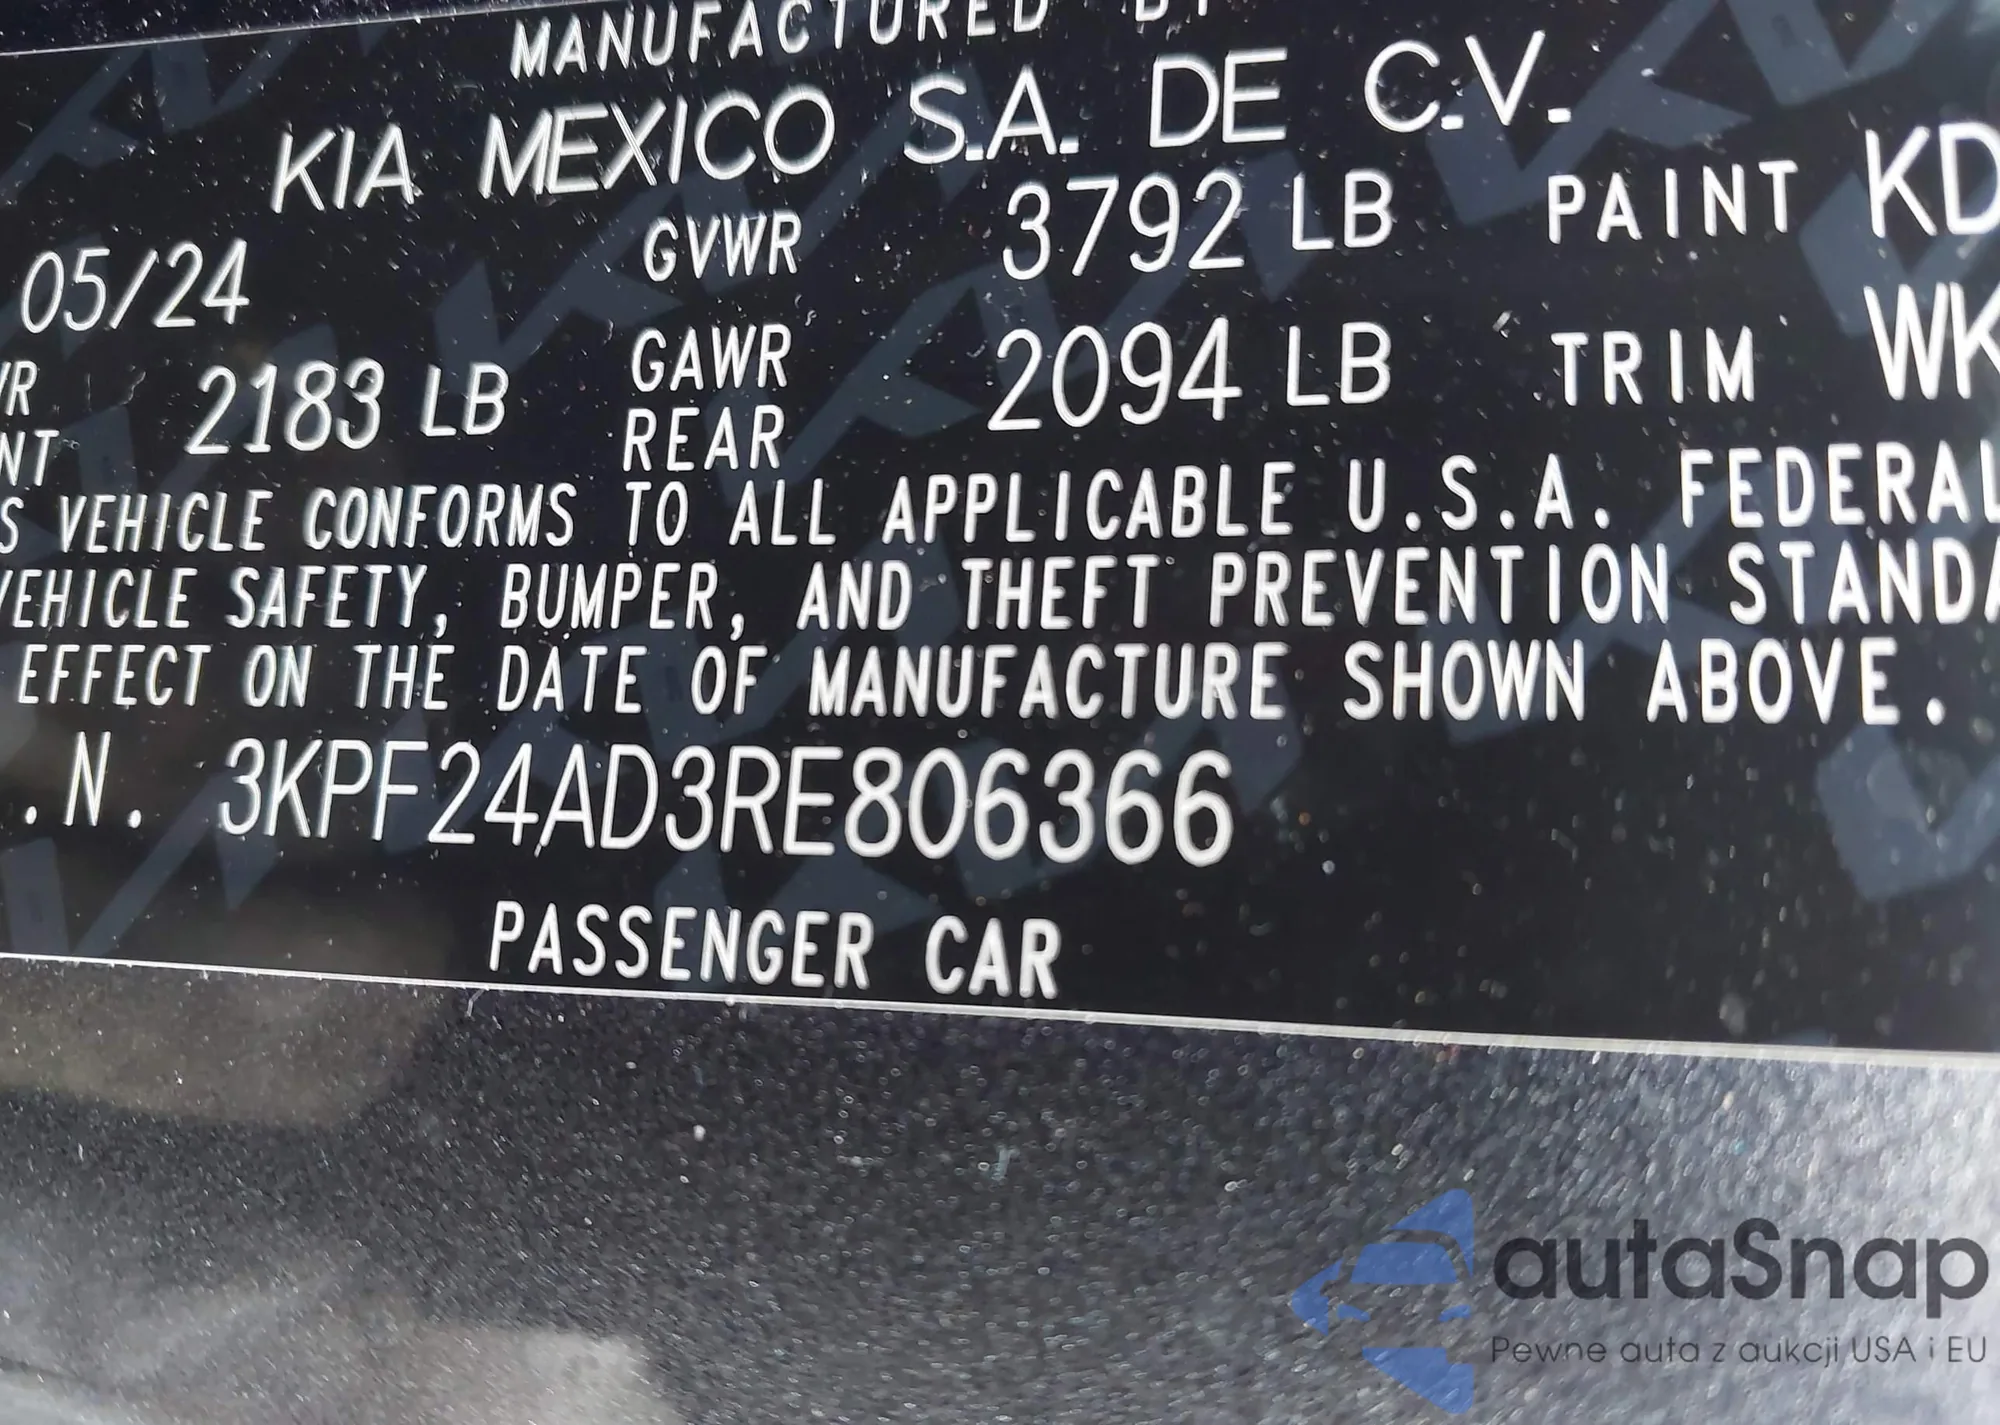 MANUFACTURED BY
KIA MEXICO S.A. DE C.V.
05/24 GVWR 3792 LB PAINT KD
2183 LB GAWR REAR 2094 LB TRIM WK
VEHICLE CONFORMS TO ALL APPLICABLE U.S.A. FEDERAL
VEHICLE SAFETY, BUMPER, AND THEFT PREVENTION STANDA
EFFECT ON THE DATE OF MANUFACTURE SHOWN ABOVE.
.N. 3KPF24AD3RE806366
PASSENGER CAR
autaSnap
Pewne auta z aukcji USA i EU